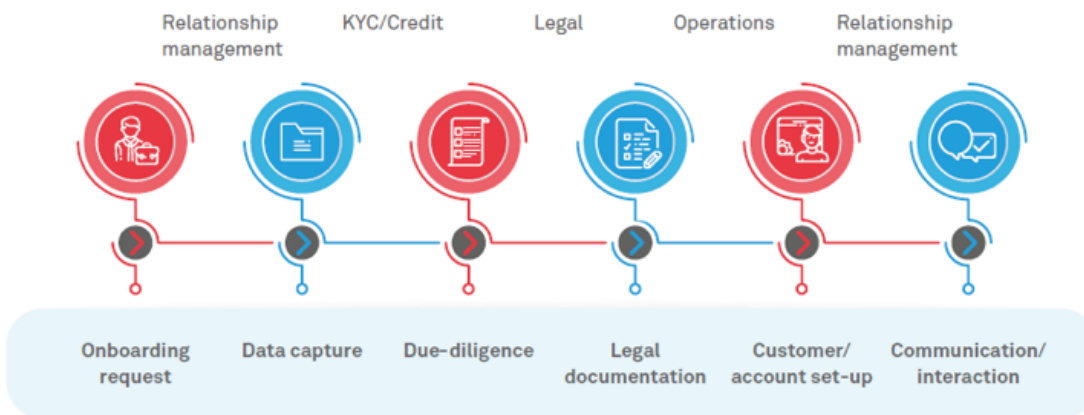 Relationship
management
KYC/Credit
Legal
Operations
Relationship
management
Onboarding
request
Data capture
Due-diligence
Legal
documentation
Customer/
account set-up
Communication/
interaction